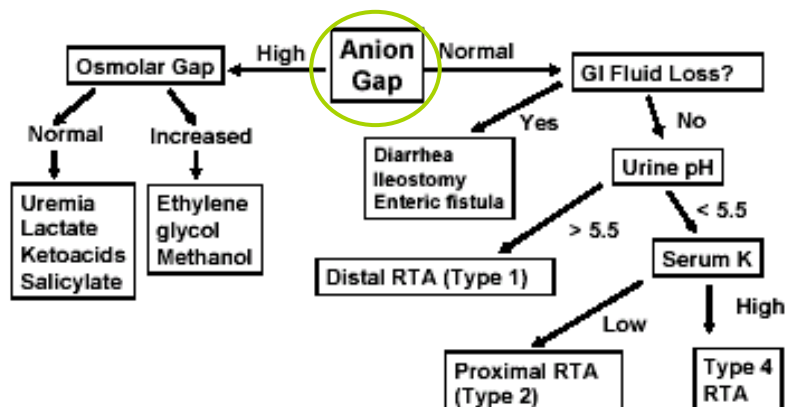 Anion
Gap
High
Normal
Osmolar Gap
GI Fluid Loss?
Normal
Increased
Yes
No
Uremia
Lactate
Ketoacids
Salicylate
Ethylene
glycol
Methanol
Diarrhea
Ileostomy
Enteric fistula
Urine pH
> 5.5
< 5.5
Distal RTA (Type 1)
Serum K
Low
High
Proximal RTA
(Type 2)
Type 4
RTA